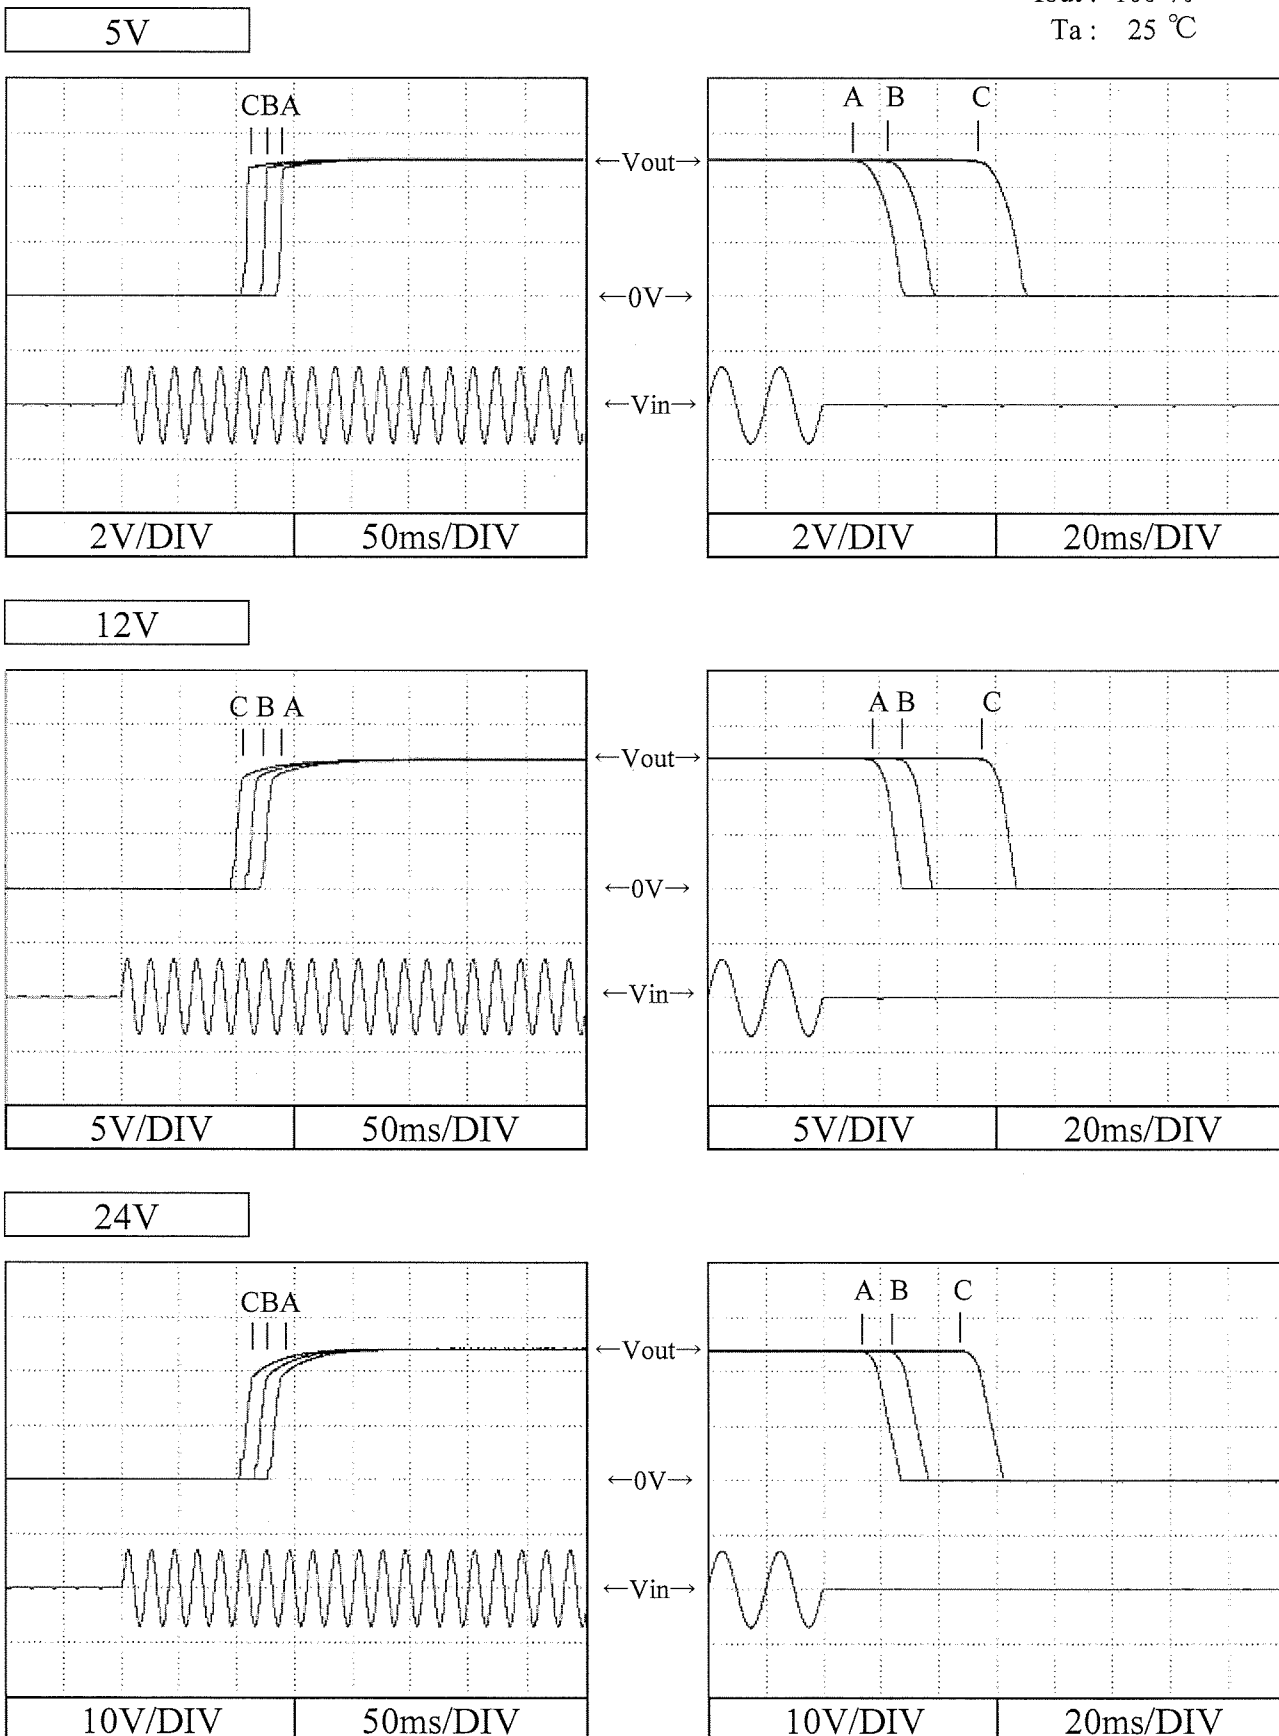 Ta : 25 ℃
5V
CBA
A B C
←Vout→
←0V→
←Vin→
2V/DIV 50ms/DIV
2V/DIV 20ms/DIV
12V
C B A
A B C
←Vout→
←0V→
←Vin→
5V/DIV 50ms/DIV
5V/DIV 20ms/DIV
24V
CBA
A B C
←Vout→
←0V→
←Vin→
10V/DIV 50ms/DIV
10V/DIV 20ms/DIV